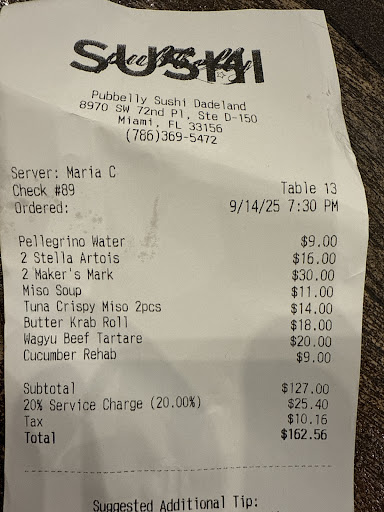 SUSHI
Pubbelly
Pubbelly Sushi Dadeland
8970 SW 72nd Pl, Ste D-150
Miami, FL 33156
(786)369-5472
Server: Maria C
Check #89 Table 13
Ordered: 9/14/25 7:30 PM
Pellegrino Water $9.00
2 Stella Artois $16.00
2 Maker's Mark $30.00
Miso Soup $11.00
Tuna Crispy Miso 2pcs $14.00
Butter Krab Roll $18.00
Wagyu Beef Tartare $20.00
Cucumber Rehab $9.00
Subtotal $127.00
20% Service Charge (20.00%) $25.40
Tax $10.16
Total $162.56
Suggested Additional Tip: